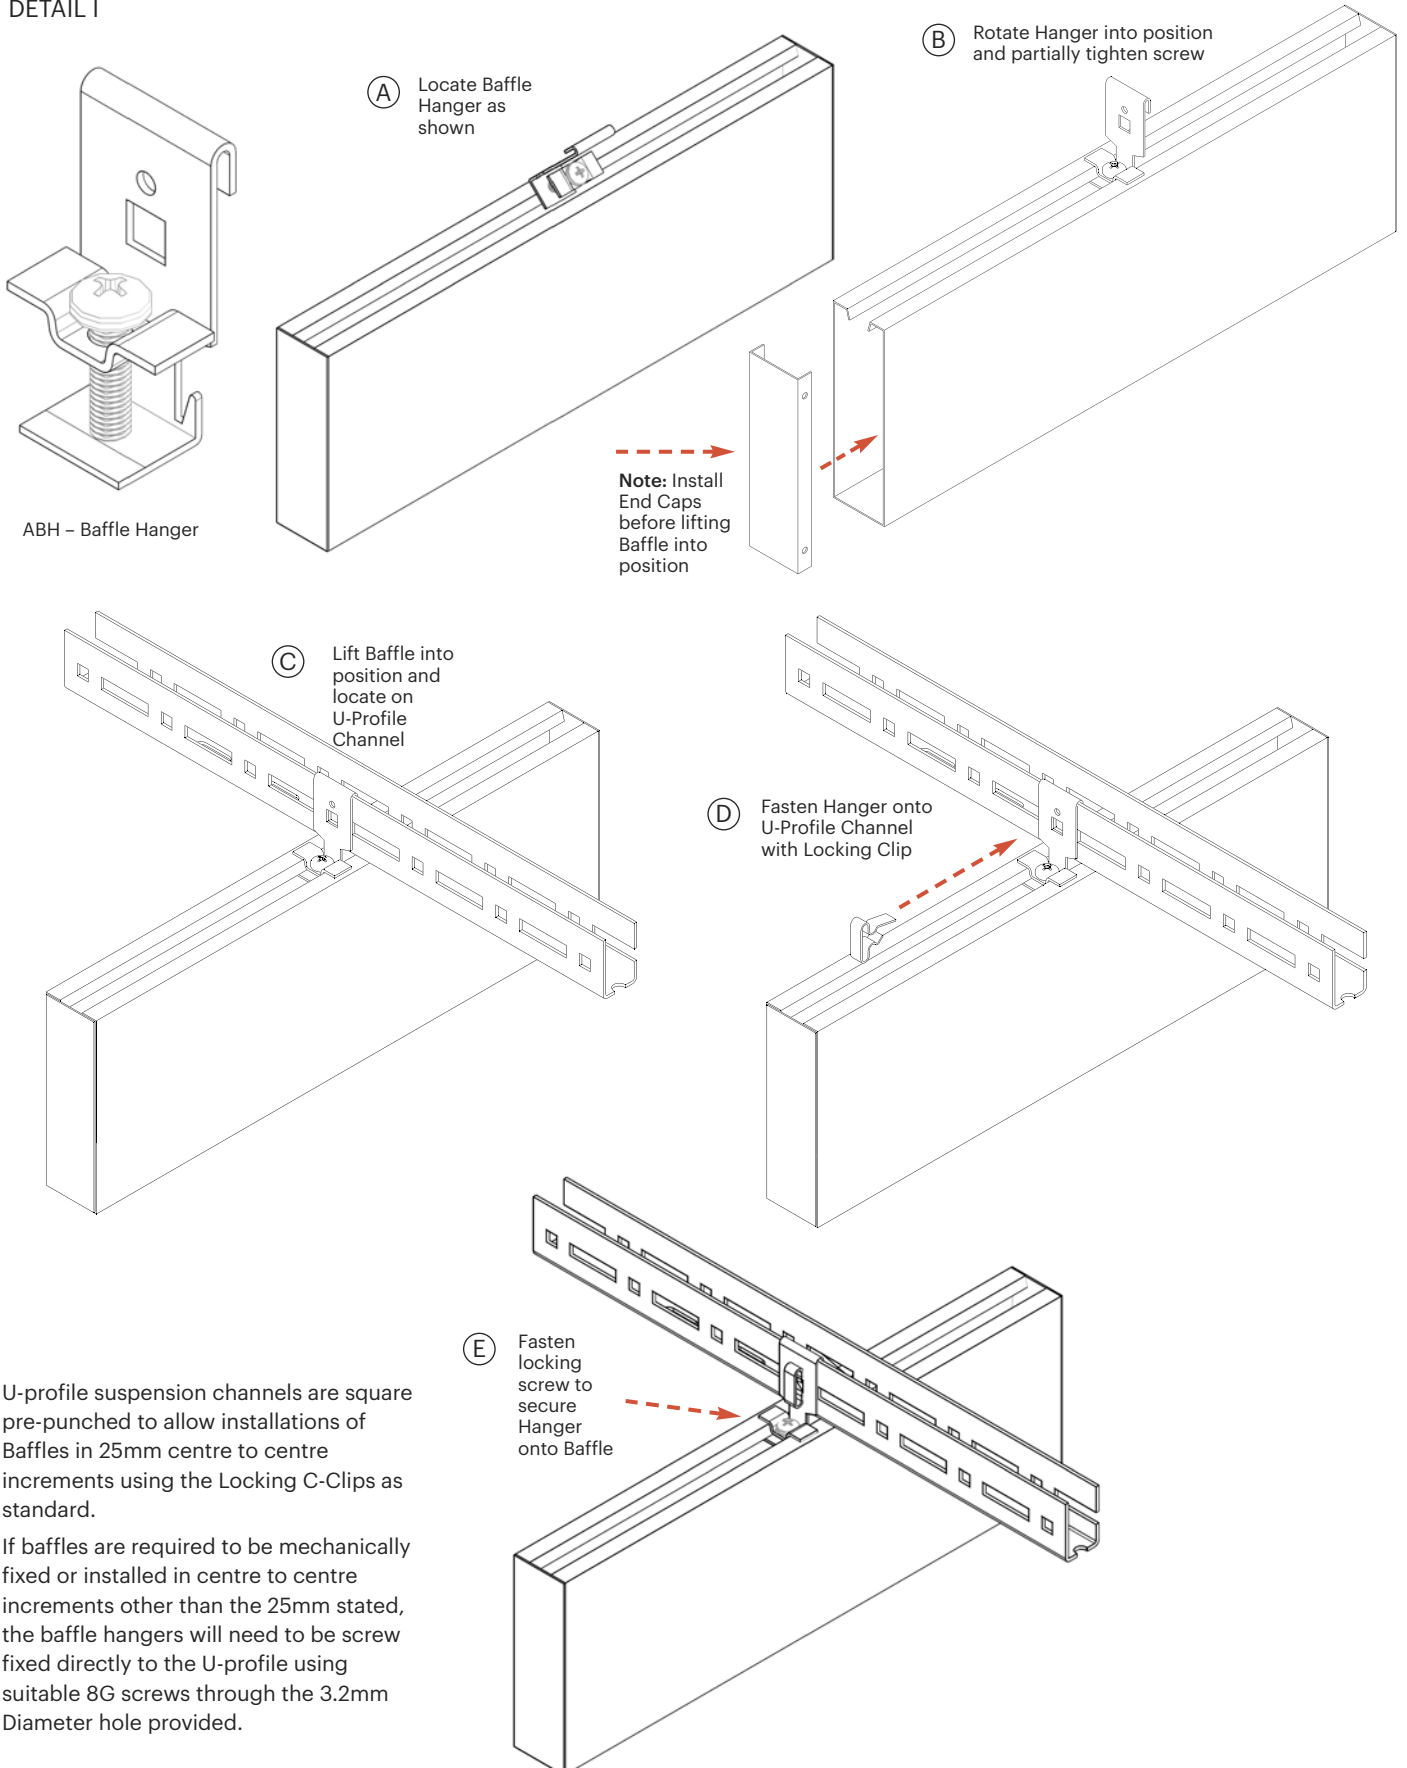 DETAIL I
A
Locate Baffle
Hanger as
shown
B
Rotate Hanger into position
and partially tighten screw
ABH – Baffle Hanger
Note: Install
End Caps
before lifting
Baffle into
position
C
Lift Baffle into
position and
locate on
U-Profile
Channel
D
Fasten Hanger onto
U-Profile Channel
with Locking Clip
E
Fasten
locking
screw to
secure
Hanger
onto Baffle
U-profile suspension channels are square
pre-punched to allow installations of
Baffles in 25mm centre to centre
increments using the Locking C-Clips as
standard.
If baffles are required to be mechanically
fixed or installed in centre to centre
increments other than the 25mm stated,
the baffle hangers will need to be screw
fixed directly to the U-profile using
suitable 8G screws through the 3.2mm
Diameter hole provided.